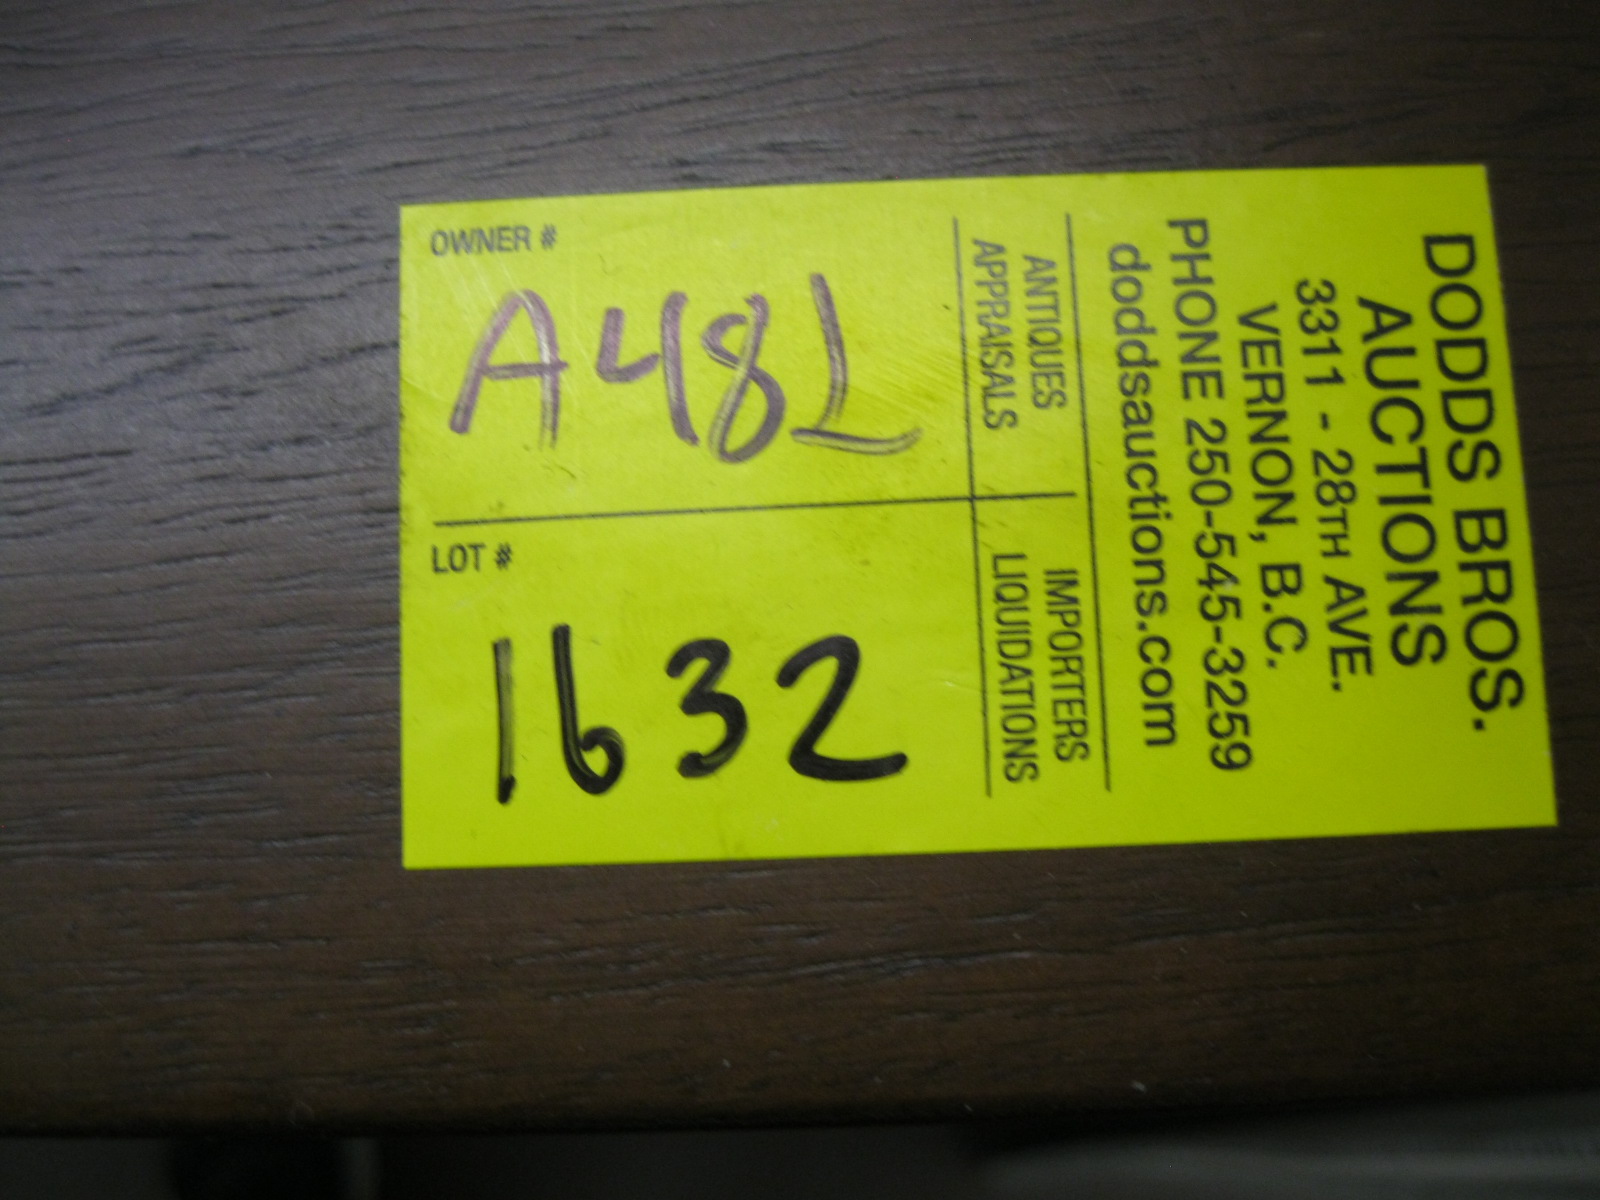 DODDS BROS.
AUCTIONS
3311 - 28TH AVE.
VERNON, B.C.
PHONE 250-545-3259
doddsauctions.com
ANTIQUES
APPRAISALS
IMPORTERS
LIQUIDATIONS
OWNER #
A48L
LOT #
1632